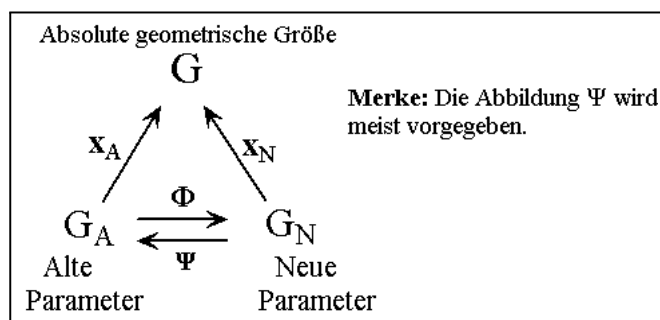 Absolute geometrische Größe
G
Merke: Die Abbildung Ψ wird
meist vorgegeben.
x_A
x_N
Φ
G_A
G_N
Ψ
Alte
Parameter
Neue
Parameter